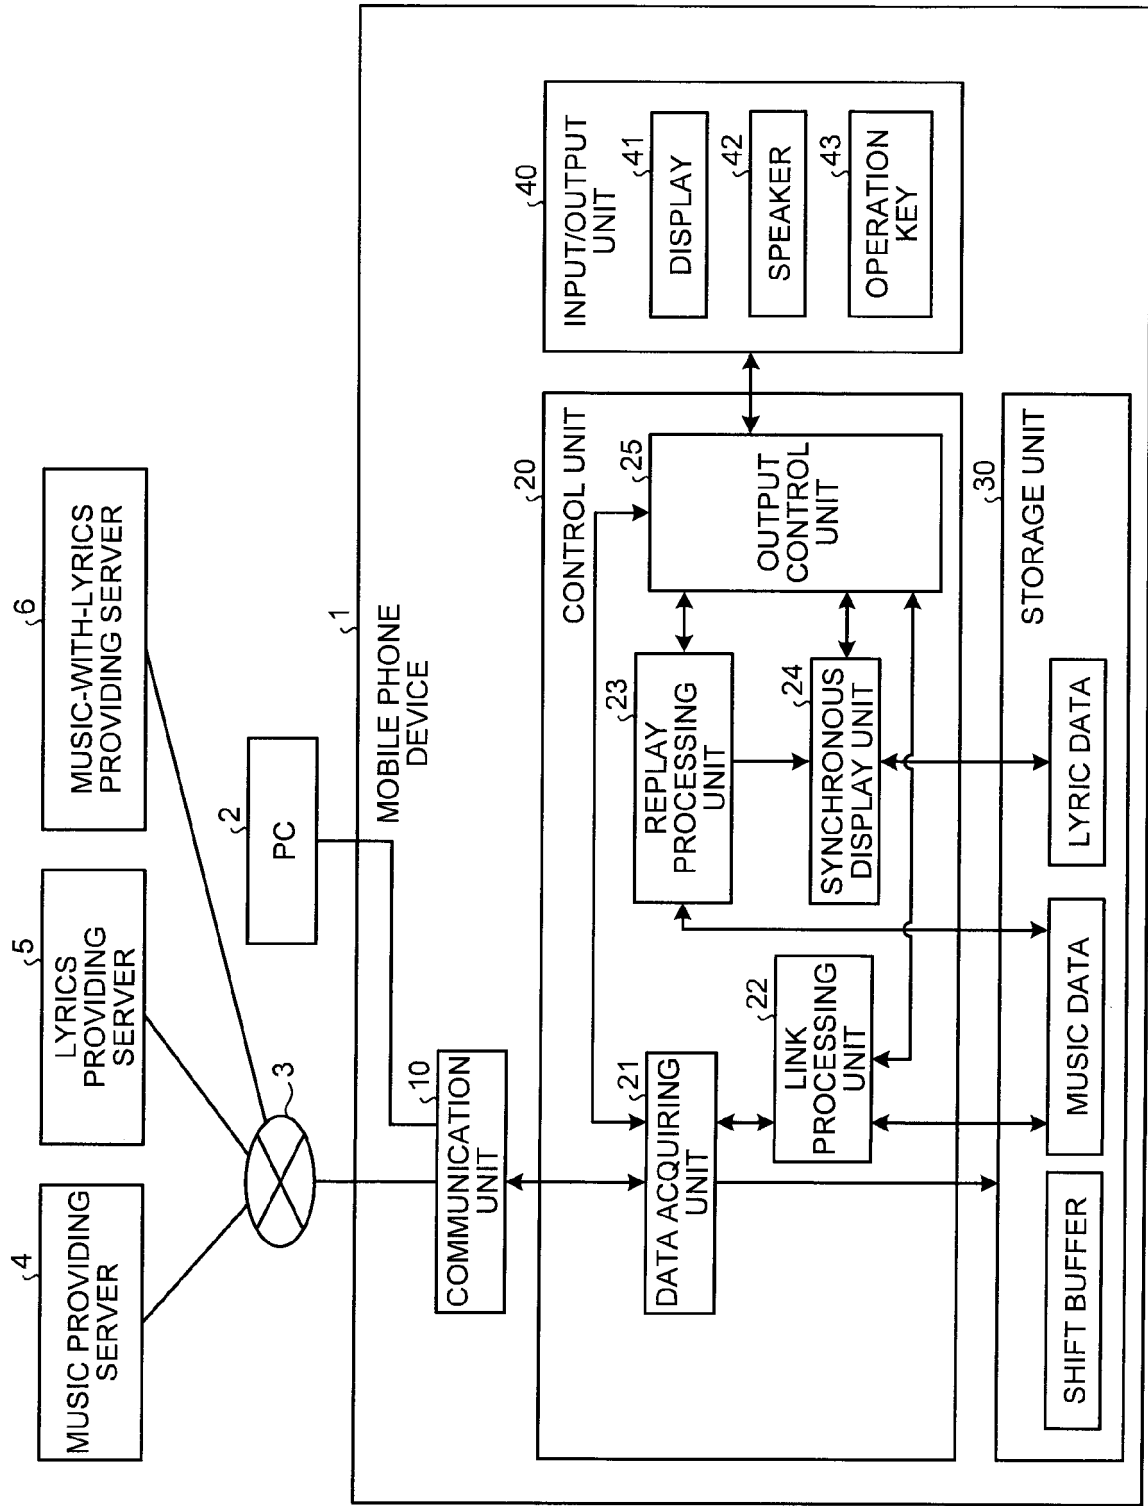 4
MUSIC PROVIDING
SERVER
5
LYRICS
PROVIDING
SERVER
6
MUSIC-WITH-LYRICS
PROVIDING SERVER
3
2
PC
1
MOBILE PHONE
DEVICE
10
COMMUNICATION
UNIT
20
CONTROL UNIT
21
DATA ACQUIRING
UNIT
22
LINK
PROCESSING
UNIT
23
REPLAY
PROCESSING
UNIT
24
SYNCHRONOUS
DISPLAY UNIT
25
OUTPUT
CONTROL
UNIT
40
INPUT/OUTPUT
UNIT
41
DISPLAY
42
SPEAKER
43
OPERATION
KEY
30
STORAGE UNIT
SHIFT BUFFER
MUSIC DATA
LYRIC DATA